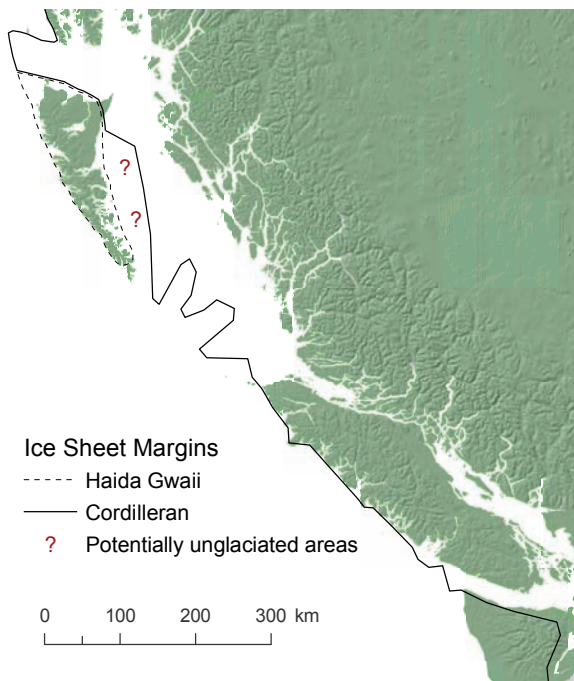 ?
?
Ice Sheet Margins
Haida Gwaii
Cordilleran
? Potentially unglaciated areas
0 100 200 300 km